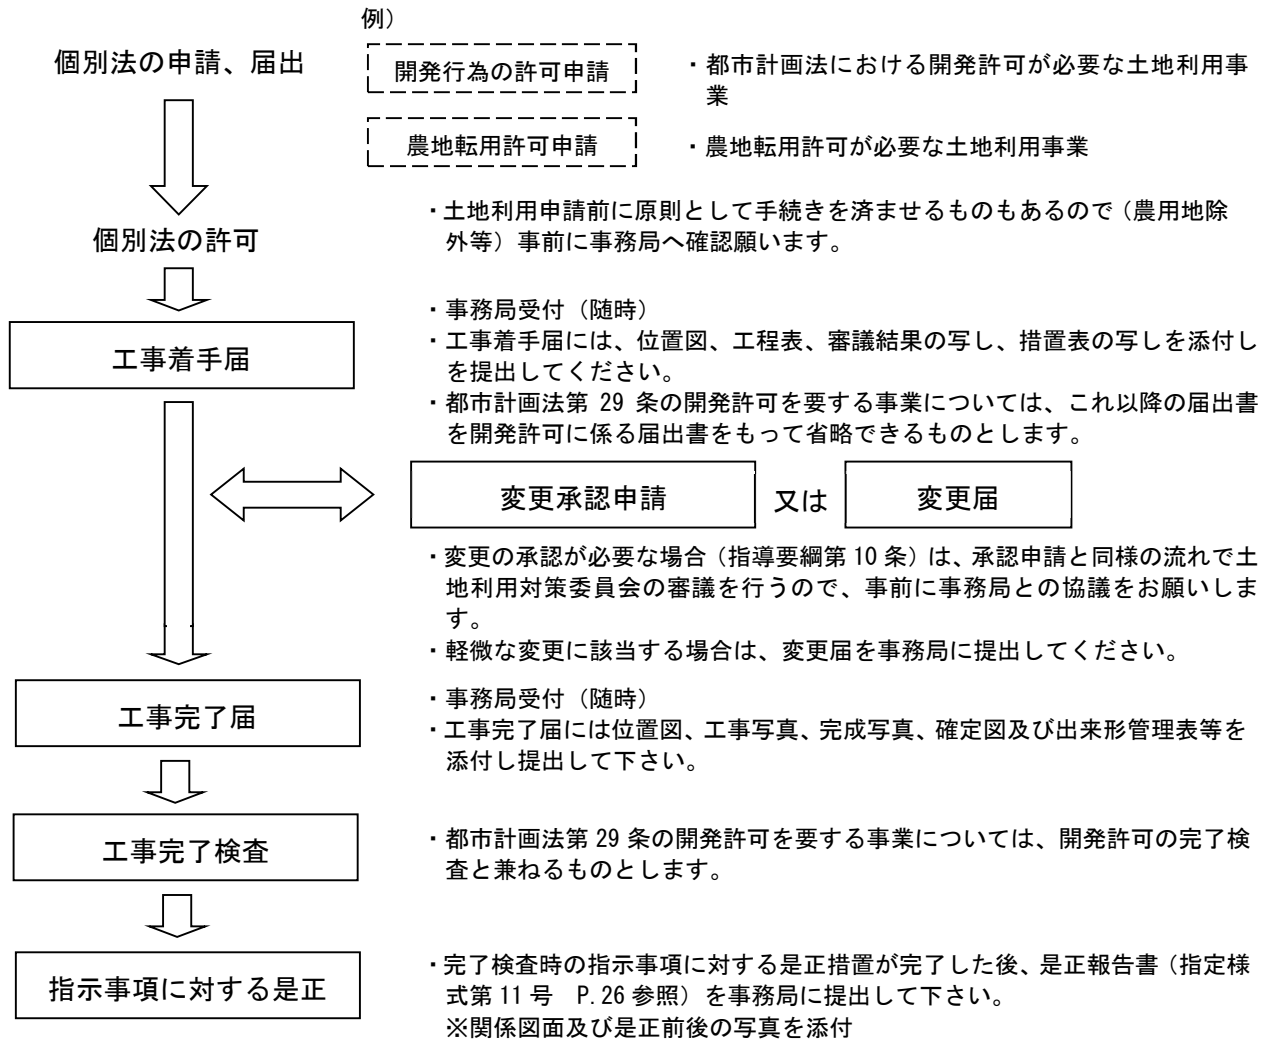 例）
個別法の申請、届出
開発行為の許可申請
・都市計画法における開発許可が必要な土地利用事
業
農地転用許可申請
・農地転用許可が必要な土地利用事業
・土地利用申請前に原則として手続きを済ませるものもあるので（農用地除
外等）事前に事務局へ確認願います。
個別法の許可
・事務局受付（随時）
工事着手届
・工事着手届には、位置図、工程表、審議結果の写し、措置表の写しを添付し
を提出してください。
・都市計画法第 29 条の開発許可を要する事業については、これ以降の届出書
を開発許可に係る届出書をもって省略できるものとします。
変更承認申請 又は 変更届
・変更の承認が必要な場合（指導要綱第 10 条）は、承認申請と同様の流れで土
地利用対策委員会の審議を行うので、事前に事務局との協議をお願いしま
す。
・軽微な変更に該当する場合は、変更届を事務局に提出してください。
工事完了届
・事務局受付（随時）
・工事完了届には位置図、工事写真、完成写真、確定図及び出来形管理表等を
添付し提出して下さい。
工事完了検査
・都市計画法第 29 条の開発許可を要する事業については、開発許可の完了検
査と兼ねるものとします。
指示事項に対する是正
・完了検査時の指示事項に対する是正措置が完了した後、是正報告書（指定様
式第 11 号　P.26 参照）を事務局に提出して下さい。
※関係図面及び是正前後の写真を添付